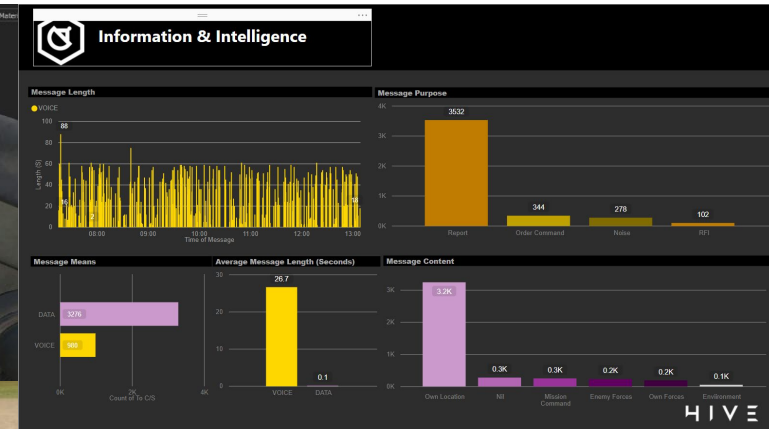 Materi
Information & Intelligence
Message Length
VOICE
100
80
60
40
20
0
Length (S)
88
16
2
18
08:00 09:00 10:00 11:00 12:00 13:00
Time of Message
Message Purpose
4K
3K
2K
1K
0K
3532
344
278
102
Report Order Command Noise RFI
Message Means
DATA 3276
VOICE
0K 2K 4K
Count of To C/S
Average Message Length (Seconds)
30
20
10
0
26.7
0.1
VOICE DATA
Message Content
3K
2K
1K
0K
3.2K
0.3K
0.3K
0.2K
0.2K
0.1K
Own Location Nil Mission Command Enemy Forces Own Forces Environment
HIVE